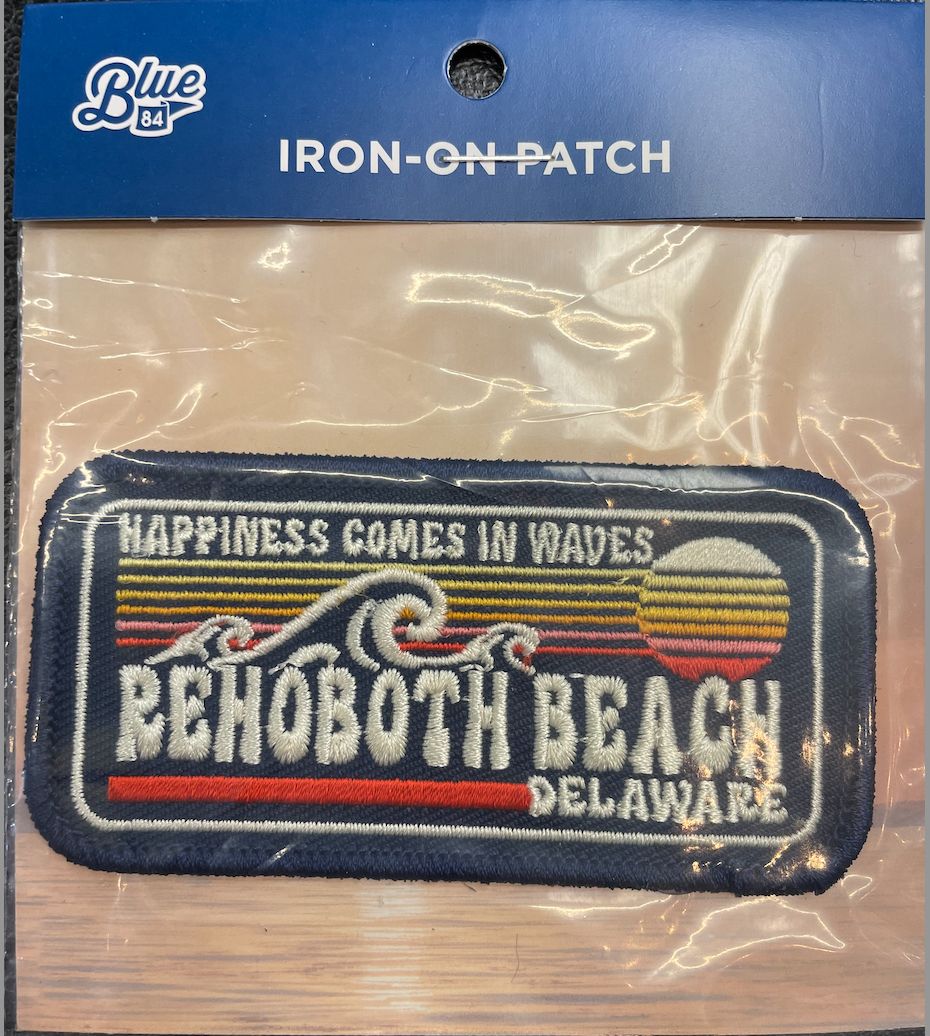 Blue
84
IRON-ON PATCH
HAPPINESS COMES IN WAVES
REHOBOTH BEACH
DELAWARE